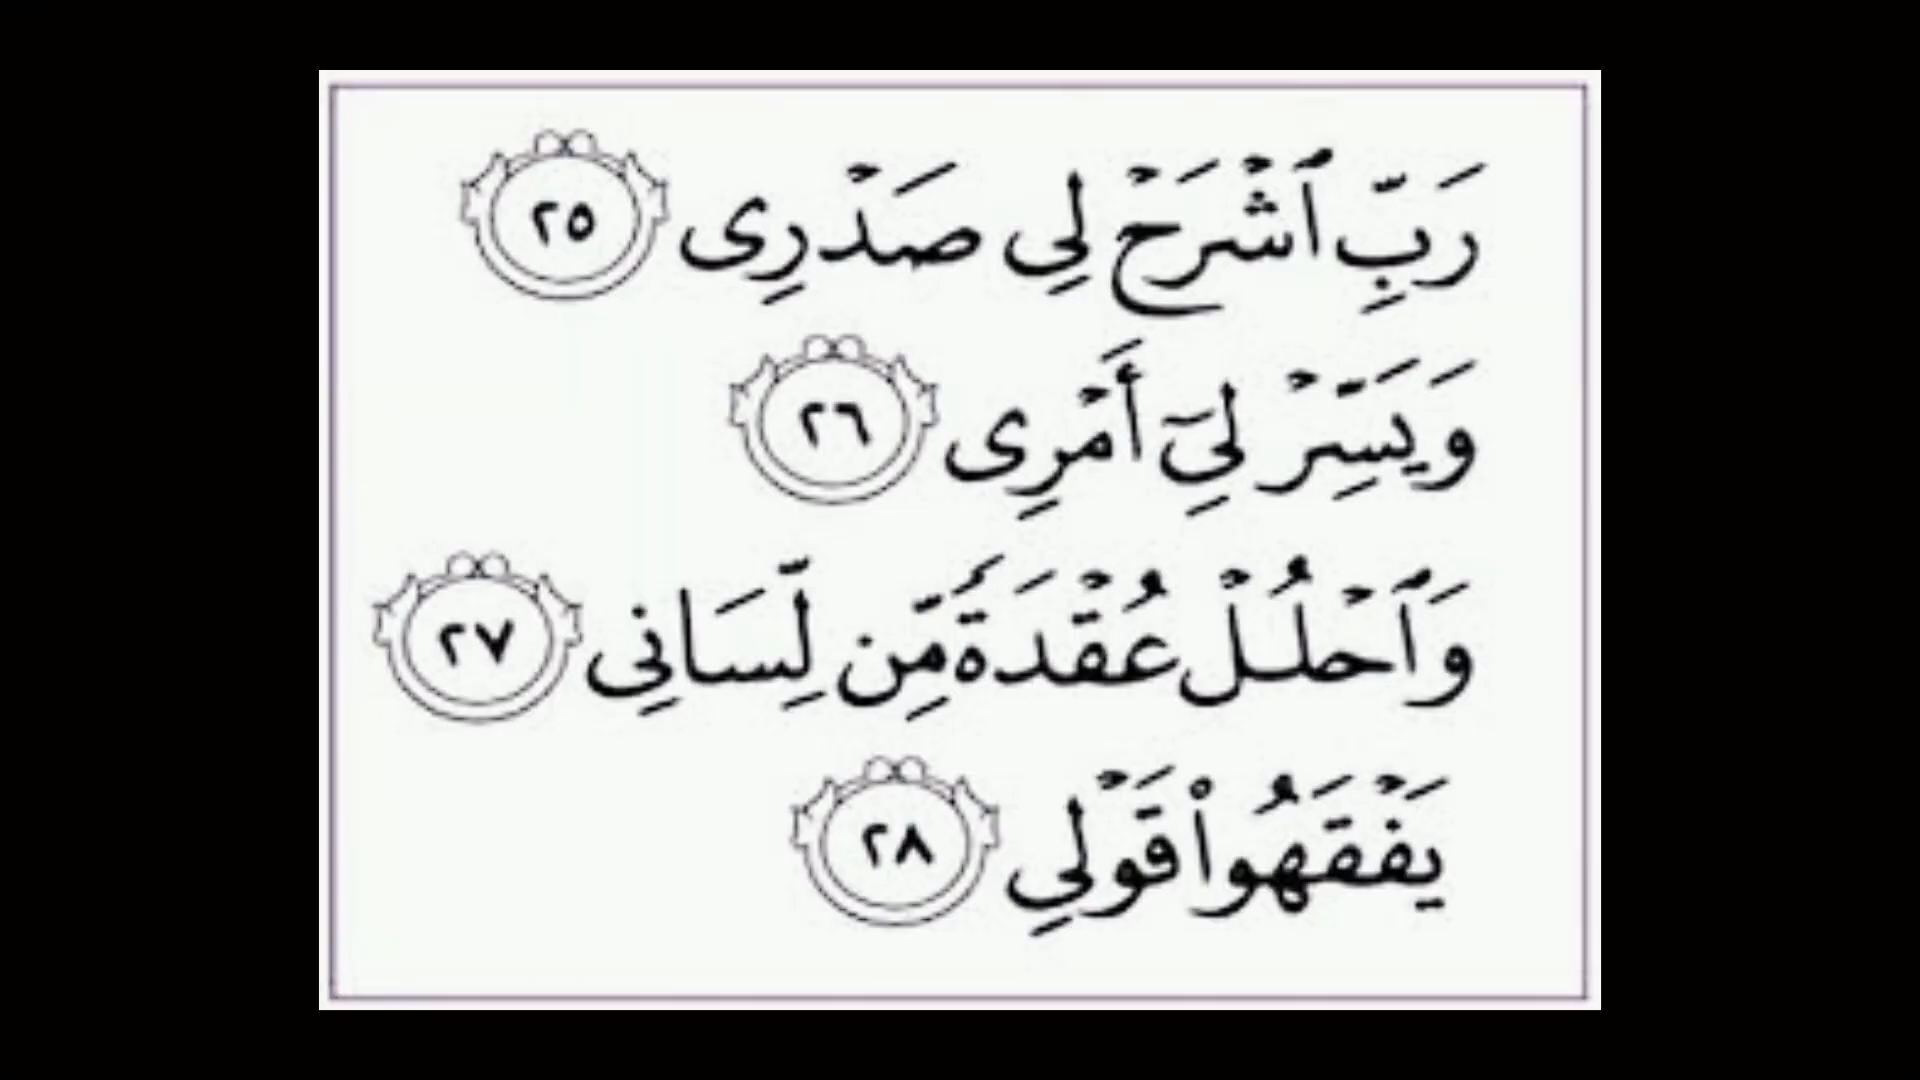 رَبِّ ٱشْرَحْ لِى صَدْرِى ٢٥
وَيَسِّرْ لِىٓ أَمْرِى ٢٦
وَٱحْلُلْ عُقْدَةً مِّن لِّسَانِى ٢٧
يَفْقَهُوا۟ قَوْلِى ٢٨